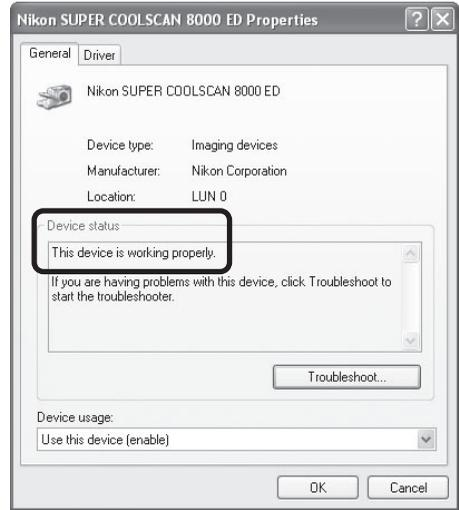 Nikon SUPER COOLSCAN 8000 ED Properties
General Driver
Nikon SUPER COOLSCAN 8000 ED
Device type: Imaging devices
Manufacturer: Nikon Corporation
Location: LUN 0
Device status
This device is working properly.
If you are having problems with this device, click Troubleshoot to
start the troubleshooter.
Troubleshoot...
Device usage:
Use this device (enable)
OK Cancel